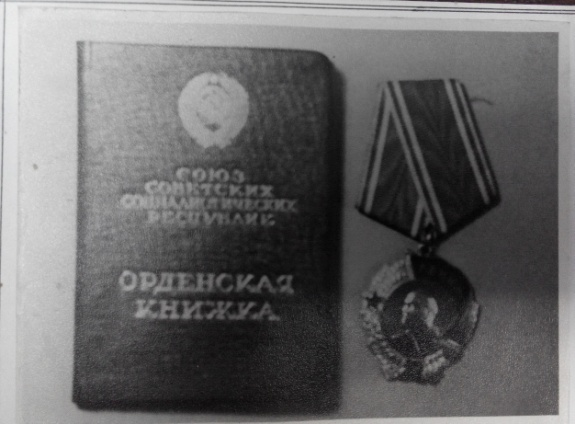 СОЮЗ
СОВЕТСКИХ
СОЦИАЛИСТИЧЕСКИХ
РЕСПУБЛИК
ОРДЕНСКАЯ
КНИЖКА